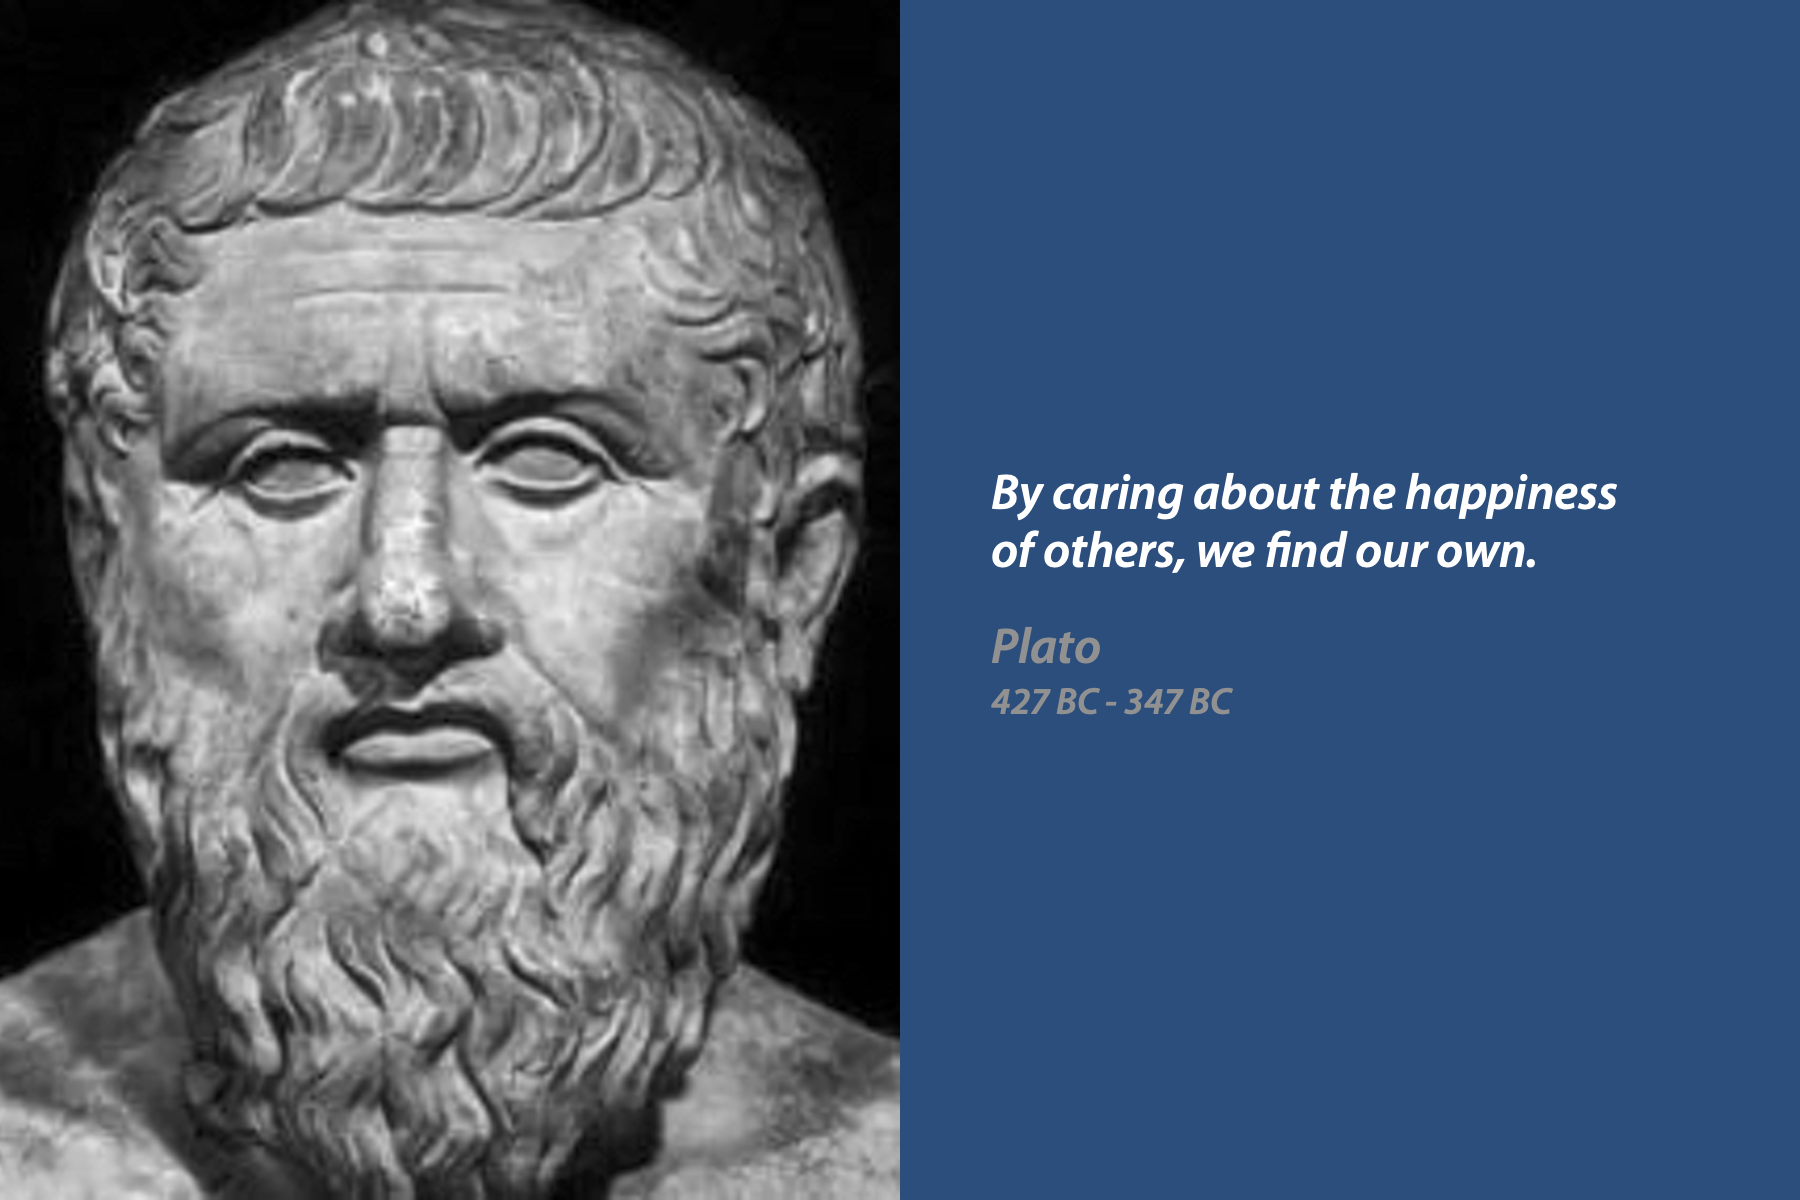 By caring about the happiness
of others, we find our own.
Plato
427 BC - 347 BC